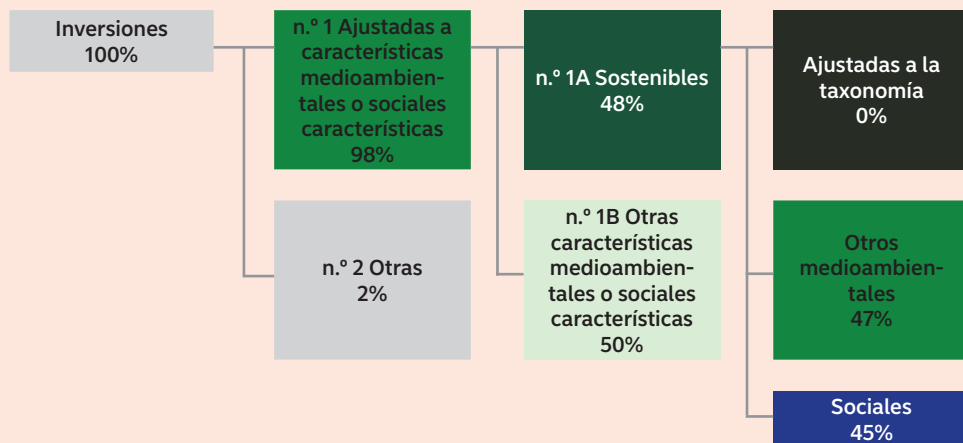 Inversiones
100%
n.º 1 Ajustadas a
características
medioambien-
tales o sociales
características
98%
n.º 2 Otras
2%
n.º 1A Sostenibles
48%
n.º 1B Otras
características
medioambien-
tales o sociales
características
50%
Ajustadas a la
taxonomía
0%
Otros
medioambien-
tales
47%
Sociales
45%